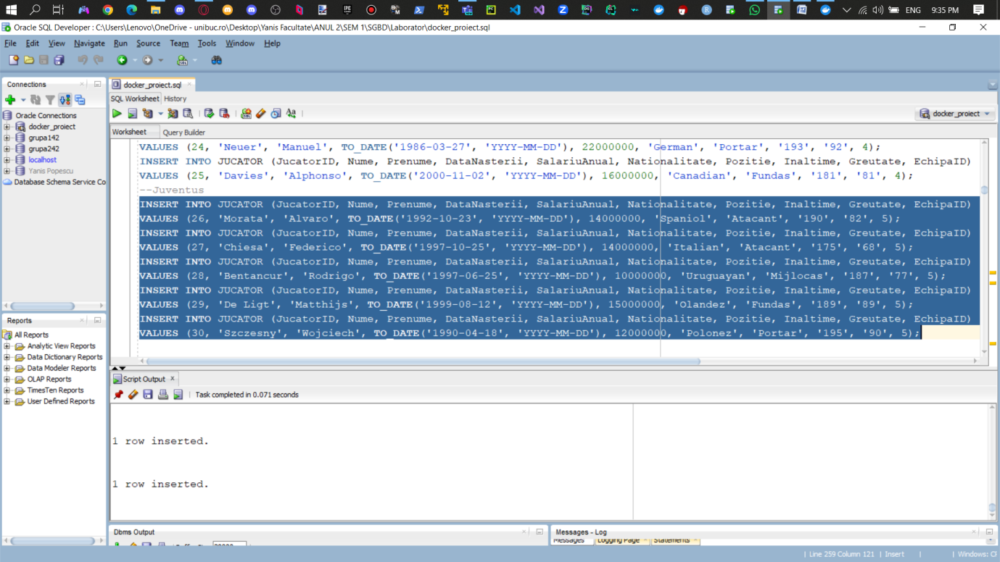 ENG 9:35 PM
Oracle SQL Developer : C:\Users\Lenovo\OneDrive - unibuc.ro\Desktop\Yanis Facultate\ANUL 2\SEM 1\SGBD\Laborator\docker_proiect.sql
File Edit View Navigate Run Source Team Tools Window Help
Connections
Oracle Connections
docker_proiect
grupa142
grupa242
localhost
Yanis Popescu
Database Schema Service Co
Reports
All Reports
Analytic View Reports
Data Dictionary Reports
Data Modeler Reports
OLAP Reports
TimesTen Reports
User Defined Reports
docker_proiect.sql
SQL Worksheet History
docker_proiect
Worksheet Query Builder
VALUES (24, 'Neuer', 'Manuel', TO_DATE('1986-03-27', 'YYYY-MM-DD'), 22000000, 'German', 'Portar', '193', '92', 4);
INSERT INTO JUCATOR (JucatorID, Nume, Prenume, DataNasterii, SalariuAnual, Nationalitate, Pozitie, Inaltime, Greutate, EchipaID)
VALUES (25, 'Davies', 'Alphonso', TO_DATE('2000-11-02', 'YYYY-MM-DD'), 16000000, 'Canadian', 'Fundas', '181', '81', 4);
--Juventus
INSERT INTO JUCATOR (JucatorID, Nume, Prenume, DataNasterii, SalariuAnual, Nationalitate, Pozitie, Inaltime, Greutate, EchipaID)
VALUES (26, 'Morata', 'Alvaro', TO_DATE('1992-10-23', 'YYYY-MM-DD'), 14000000, 'Spaniol', 'Atacant', '190', '82', 5);
INSERT INTO JUCATOR (JucatorID, Nume, Prenume, DataNasterii, SalariuAnual, Nationalitate, Pozitie, Inaltime, Greutate, EchipaID)
VALUES (27, 'Chiesa', 'Federico', TO_DATE('1997-10-25', 'YYYY-MM-DD'), 14000000, 'Italian', 'Atacant', '175', '68', 5);
INSERT INTO JUCATOR (JucatorID, Nume, Prenume, DataNasterii, SalariuAnual, Nationalitate, Pozitie, Inaltime, Greutate, EchipaID)
VALUES (28, 'Bentancur', 'Rodrigo', TO_DATE('1997-06-25', 'YYYY-MM-DD'), 10000000, 'Uruguayan', 'Mijlocas', '187', '77', 5);
INSERT INTO JUCATOR (JucatorID, Nume, Prenume, DataNasterii, SalariuAnual, Nationalitate, Pozitie, Inaltime, Greutate, EchipaID)
VALUES (29, 'De Ligt', 'Matthijs', TO_DATE('1999-08-12', 'YYYY-MM-DD'), 15000000, 'Olandez', 'Fundas', '189', '89', 5);
INSERT INTO JUCATOR (JucatorID, Nume, Prenume, DataNasterii, SalariuAnual, Nationalitate, Pozitie, Inaltime, Greutate, EchipaID)
VALUES (30, 'Szczesny', 'Wojciech', TO_DATE('1990-04-18', 'YYYY-MM-DD'), 12000000, 'Polonez', 'Portar', '195', '90', 5);
Script Output
Task completed in 0.071 seconds
1 row inserted.
1 row inserted.
Dbms Output
Messages - Log
Messages Logging Page Statements
Line 259 Column 121 Insert Windows: CF